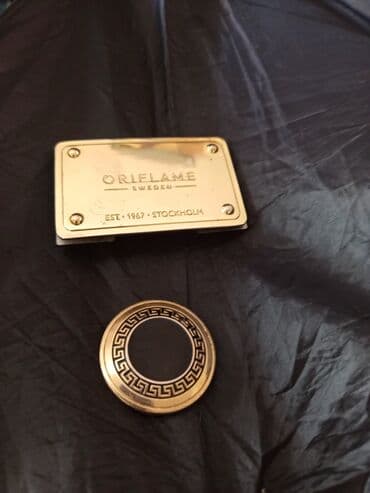 ORIFLAME
SWEDEN
EST. • 1967 • STOCKHOLM